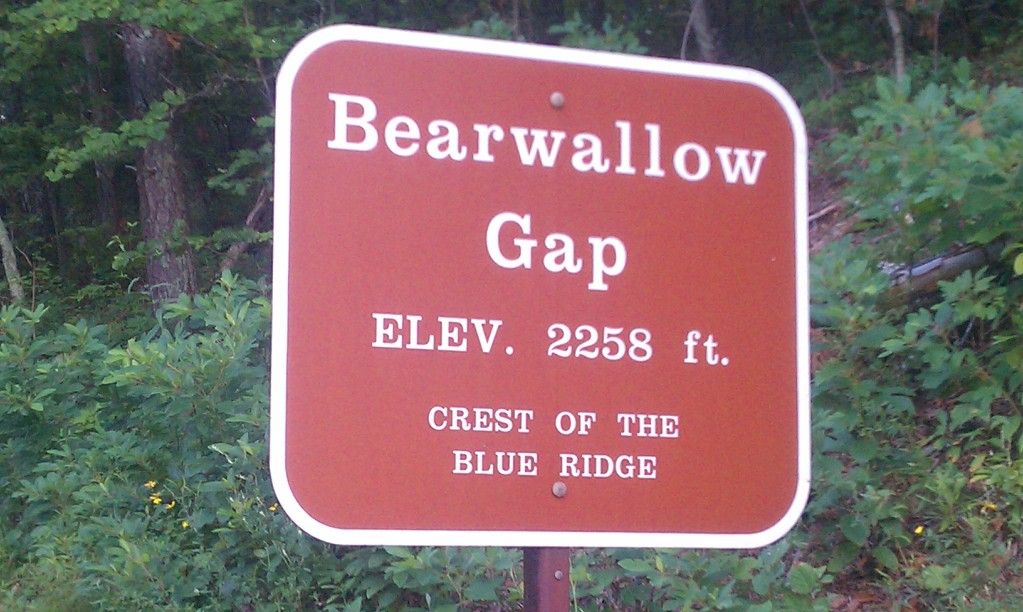 Bearwallow
Gap
ELEV. 2258 ft.
CREST OF THE
BLUE RIDGE